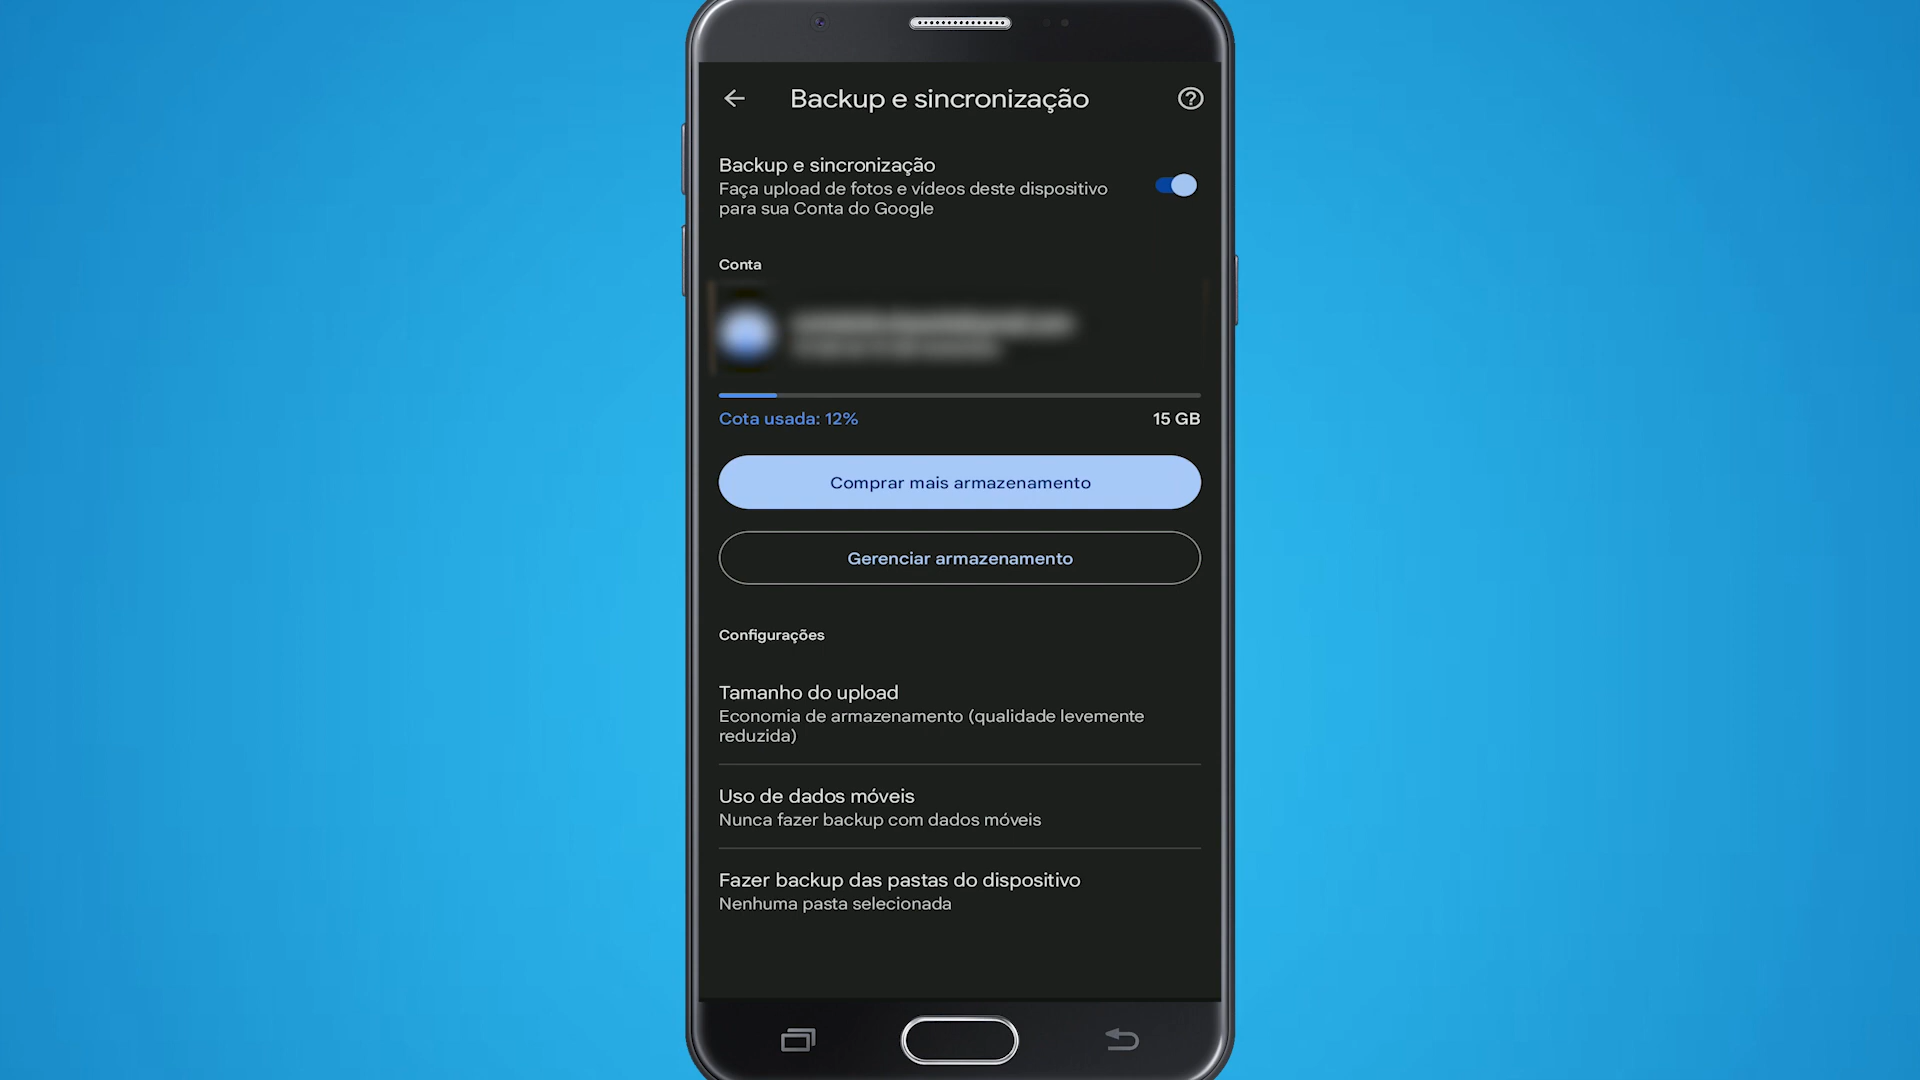 Backup e sincronização
Backup e sincronização
Faça upload de fotos e vídeos deste dispositivo
para sua Conta do Google
Conta
Cota usada: 12%
15 GB
Comprar mais armazenamento
Gerenciar armazenamento
Configurações
Tamanho do upload
Economia de armazenamento (qualidade levemente
reduzida)
Uso de dados móveis
Nunca fazer backup com dados móveis
Fazer backup das pastas do dispositivo
Nenhuma pasta selecionada